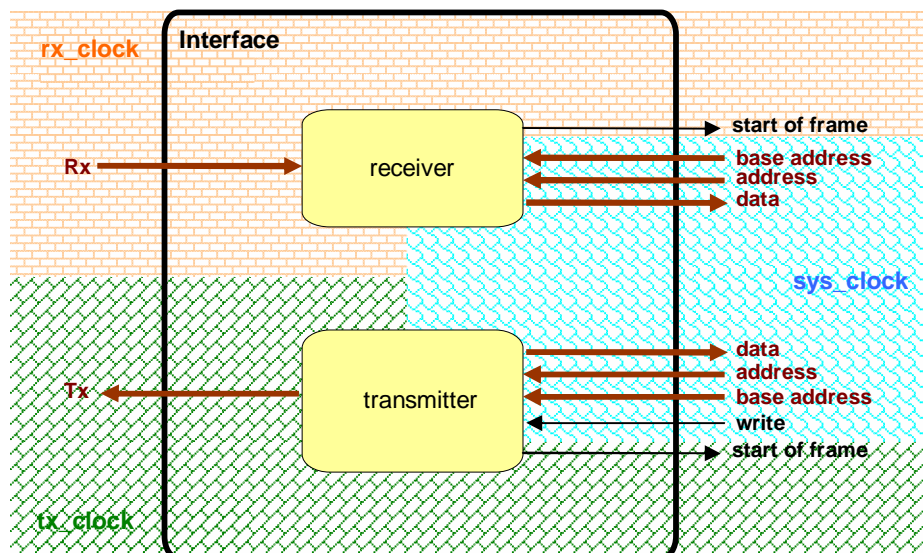 Interface
rx_clock
start of frame
Rx
receiver
base address
address
data
sys_clock
data
address
Tx
transmitter
base address
write
start of frame
tx_clock